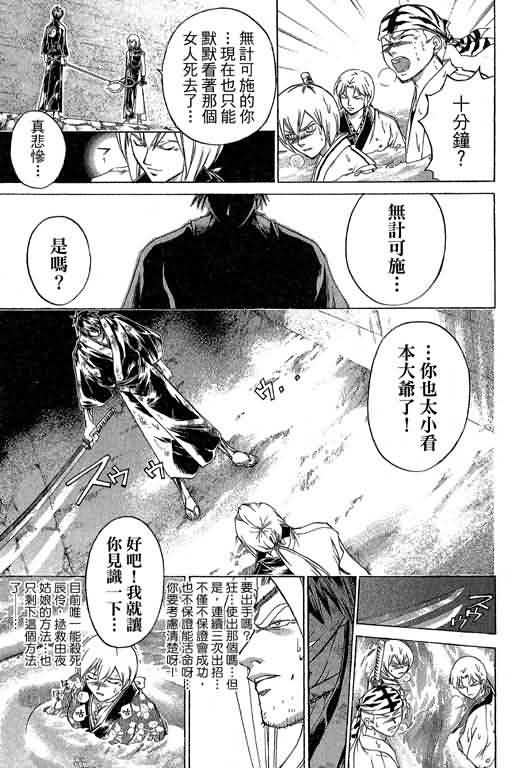 十分鐘？
無計可施的你
…現在也只能
默默看著那個
女人死去了…
真悲慘…
？
無計可施…
是嗎？
…你也太小看
本大爺了！
好吧！我就讓
你見識一下…
要出手了嗎？
狂…使出那個嗎…但
是，連續三次出招…
不僅不保證會成功，
也不保證能活命呀…
你要考慮清楚呀…
目前唯一能殺死
辰伶，拯救由夜
姑娘的方法…也
只剩下這個方法
了…